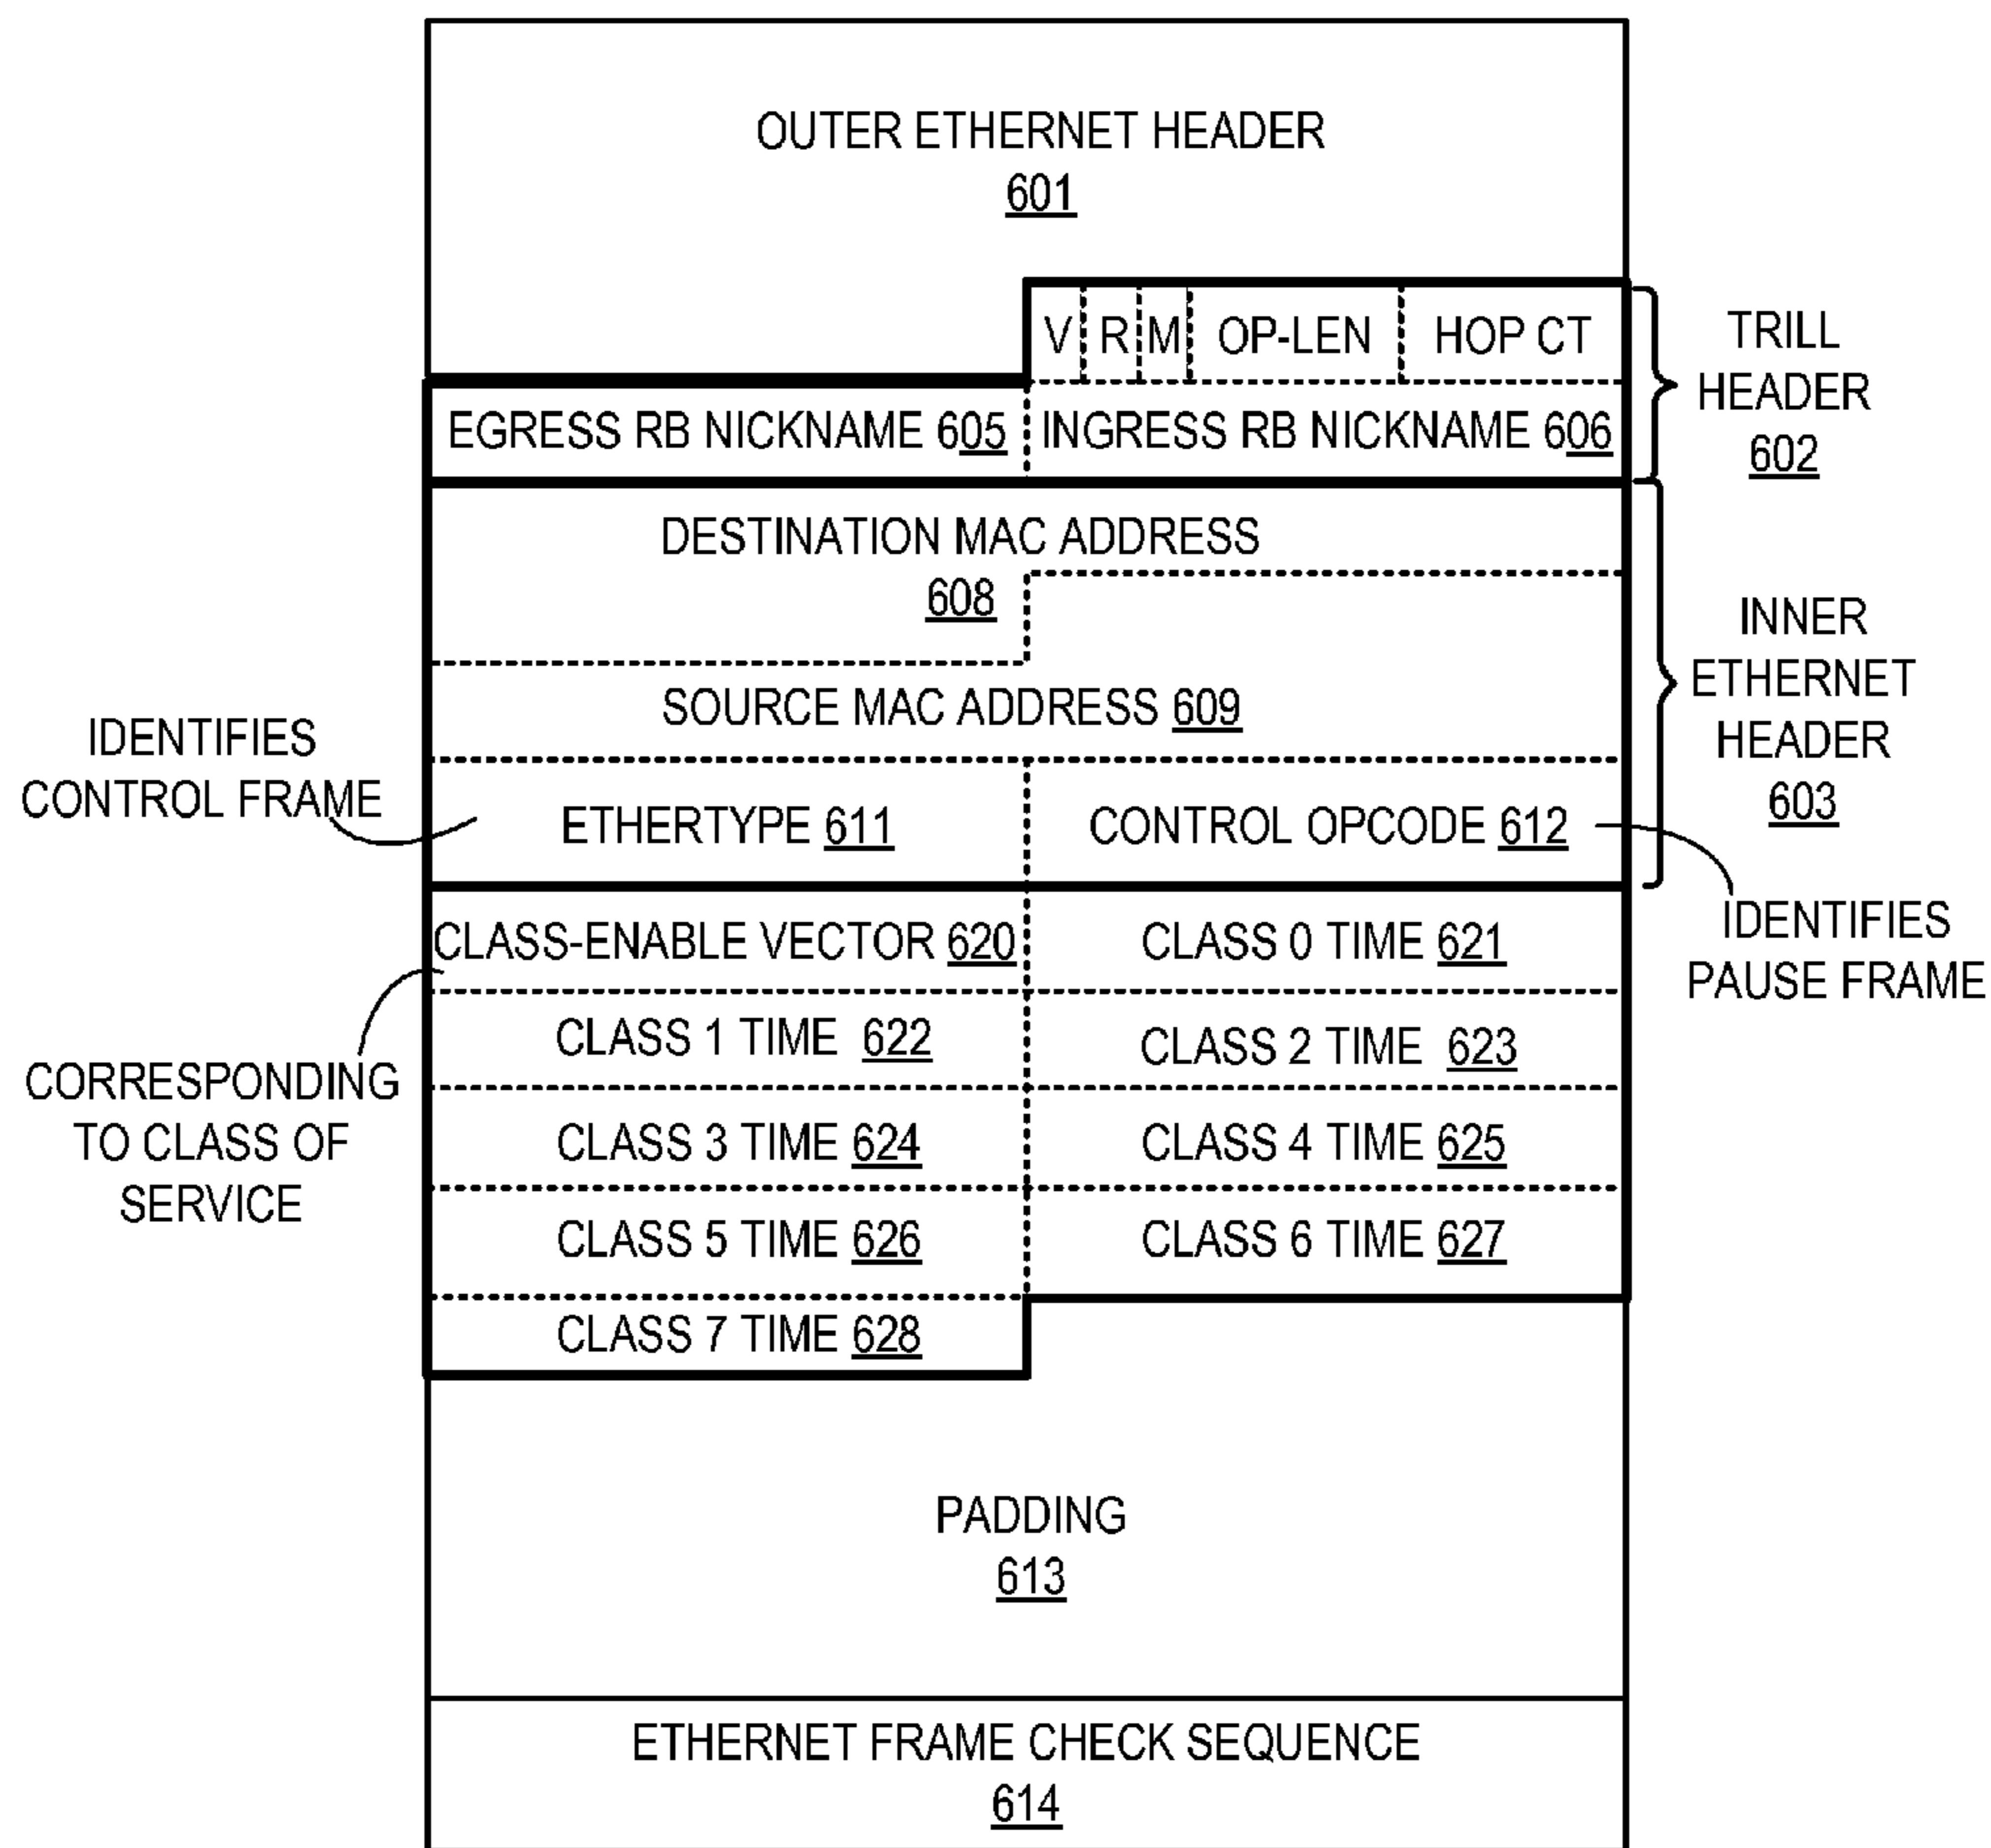 OUTER ETHERNET HEADER
601
V R M OP-LEN HOP CT
TRILL
HEADER
602
EGRESS RB NICKNAME 605 INGRESS RB NICKNAME 606
DESTINATION MAC ADDRESS
608
SOURCE MAC ADDRESS 609
INNER
ETHERNET
HEADER
603
IDENTIFIES
CONTROL FRAME
ETHERTYPE 611 CONTROL OPCODE 612
IDENTIFIES
PAUSE FRAME
CLASS-ENABLE VECTOR 620 CLASS 0 TIME 621
CLASS 1 TIME 622 CLASS 2 TIME 623
CORRESPONDING
TO CLASS OF
SERVICE
CLASS 3 TIME 624 CLASS 4 TIME 625
CLASS 5 TIME 626 CLASS 6 TIME 627
CLASS 7 TIME 628
PADDING
613
ETHERNET FRAME CHECK SEQUENCE
614